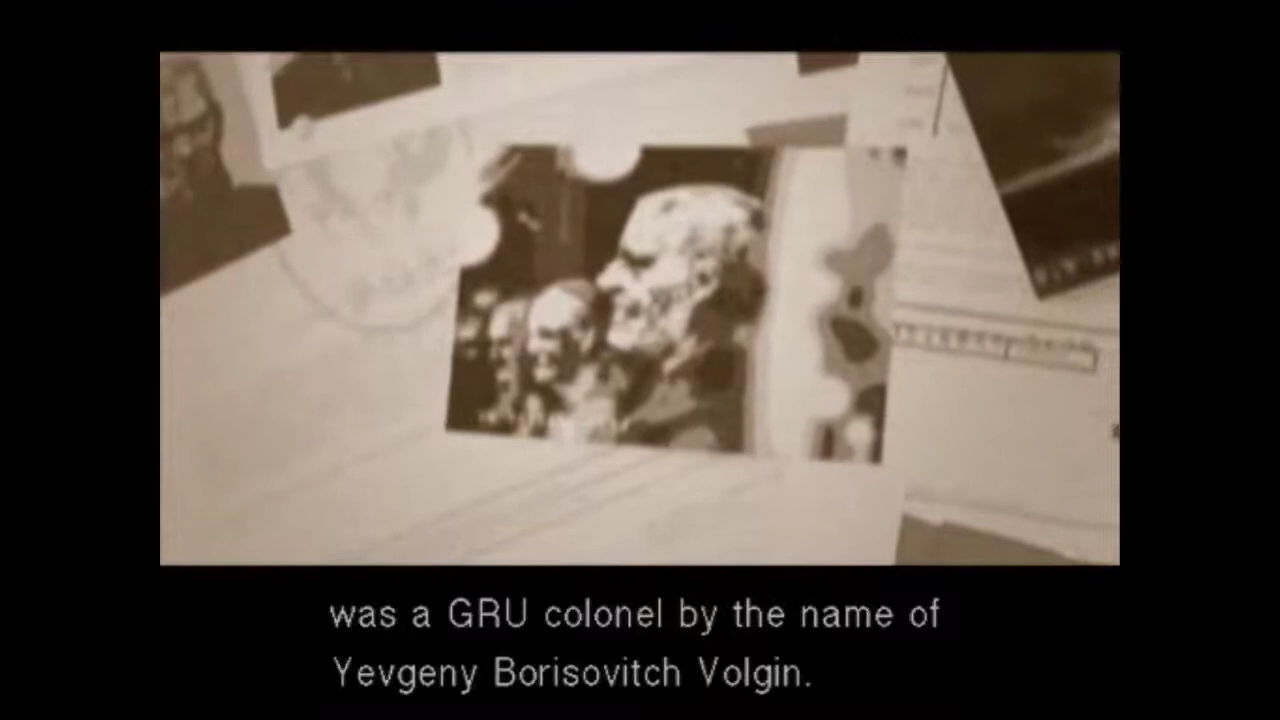 was a GRU colonel by the name of
Yevgeny Borisovitch Volgin.